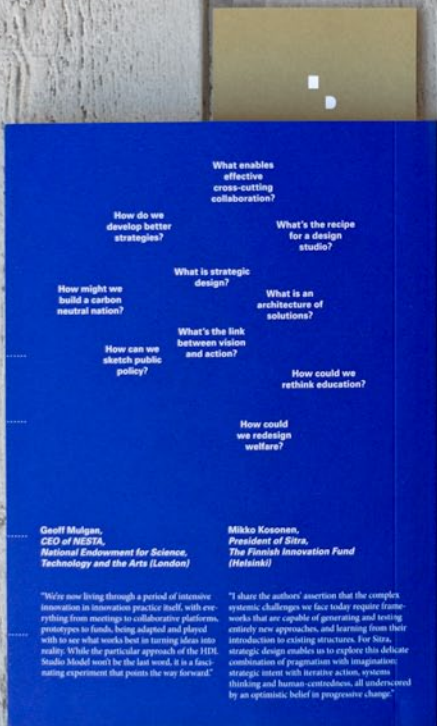 What enables
effective
cross-cutting
collaboration?
How do we
develop better
strategies?
What's the recipe
for a design
studio?
What is strategic
design?
How might we
build a carbon
neutral nation?
What is an
architecture of
solutions?
What's the link
between vision
and action?
How can we
sketch public
policy?
How could we
rethink education?
How could
we redesign
welfare?
Geoff Mulgan,
CEO of NESTA,
National Endowment for Science,
Technology and the Arts (London)
"We're now living through a period of intensive
innovation in innovation practice itself, with eve-
rything from meetings to collaborative platforms,
prototypes to funds, being adapted and played
with to see what works best in turning ideas into
reality. While the particular approach of the HDL
Studio Model won't be the last word, it is a fasci-
nating experiment that points the way forward."
Mikko Kosonen,
President of Sitra,
The Finnish Innovation Fund
(Helsinki)
"I share the authors' assertion that the complex
systemic challenges we face today require frame-
works that are capable of generating and testing
entirely new approaches, and learning from their
introduction to existing structures. For Sitra,
strategic design enables us to explore this delicate
combination of pragmatism with imagination;
strategic intent with iterative action, systems
thinking and human-centredness, all underscored
by an optimistic belief in progressive change."